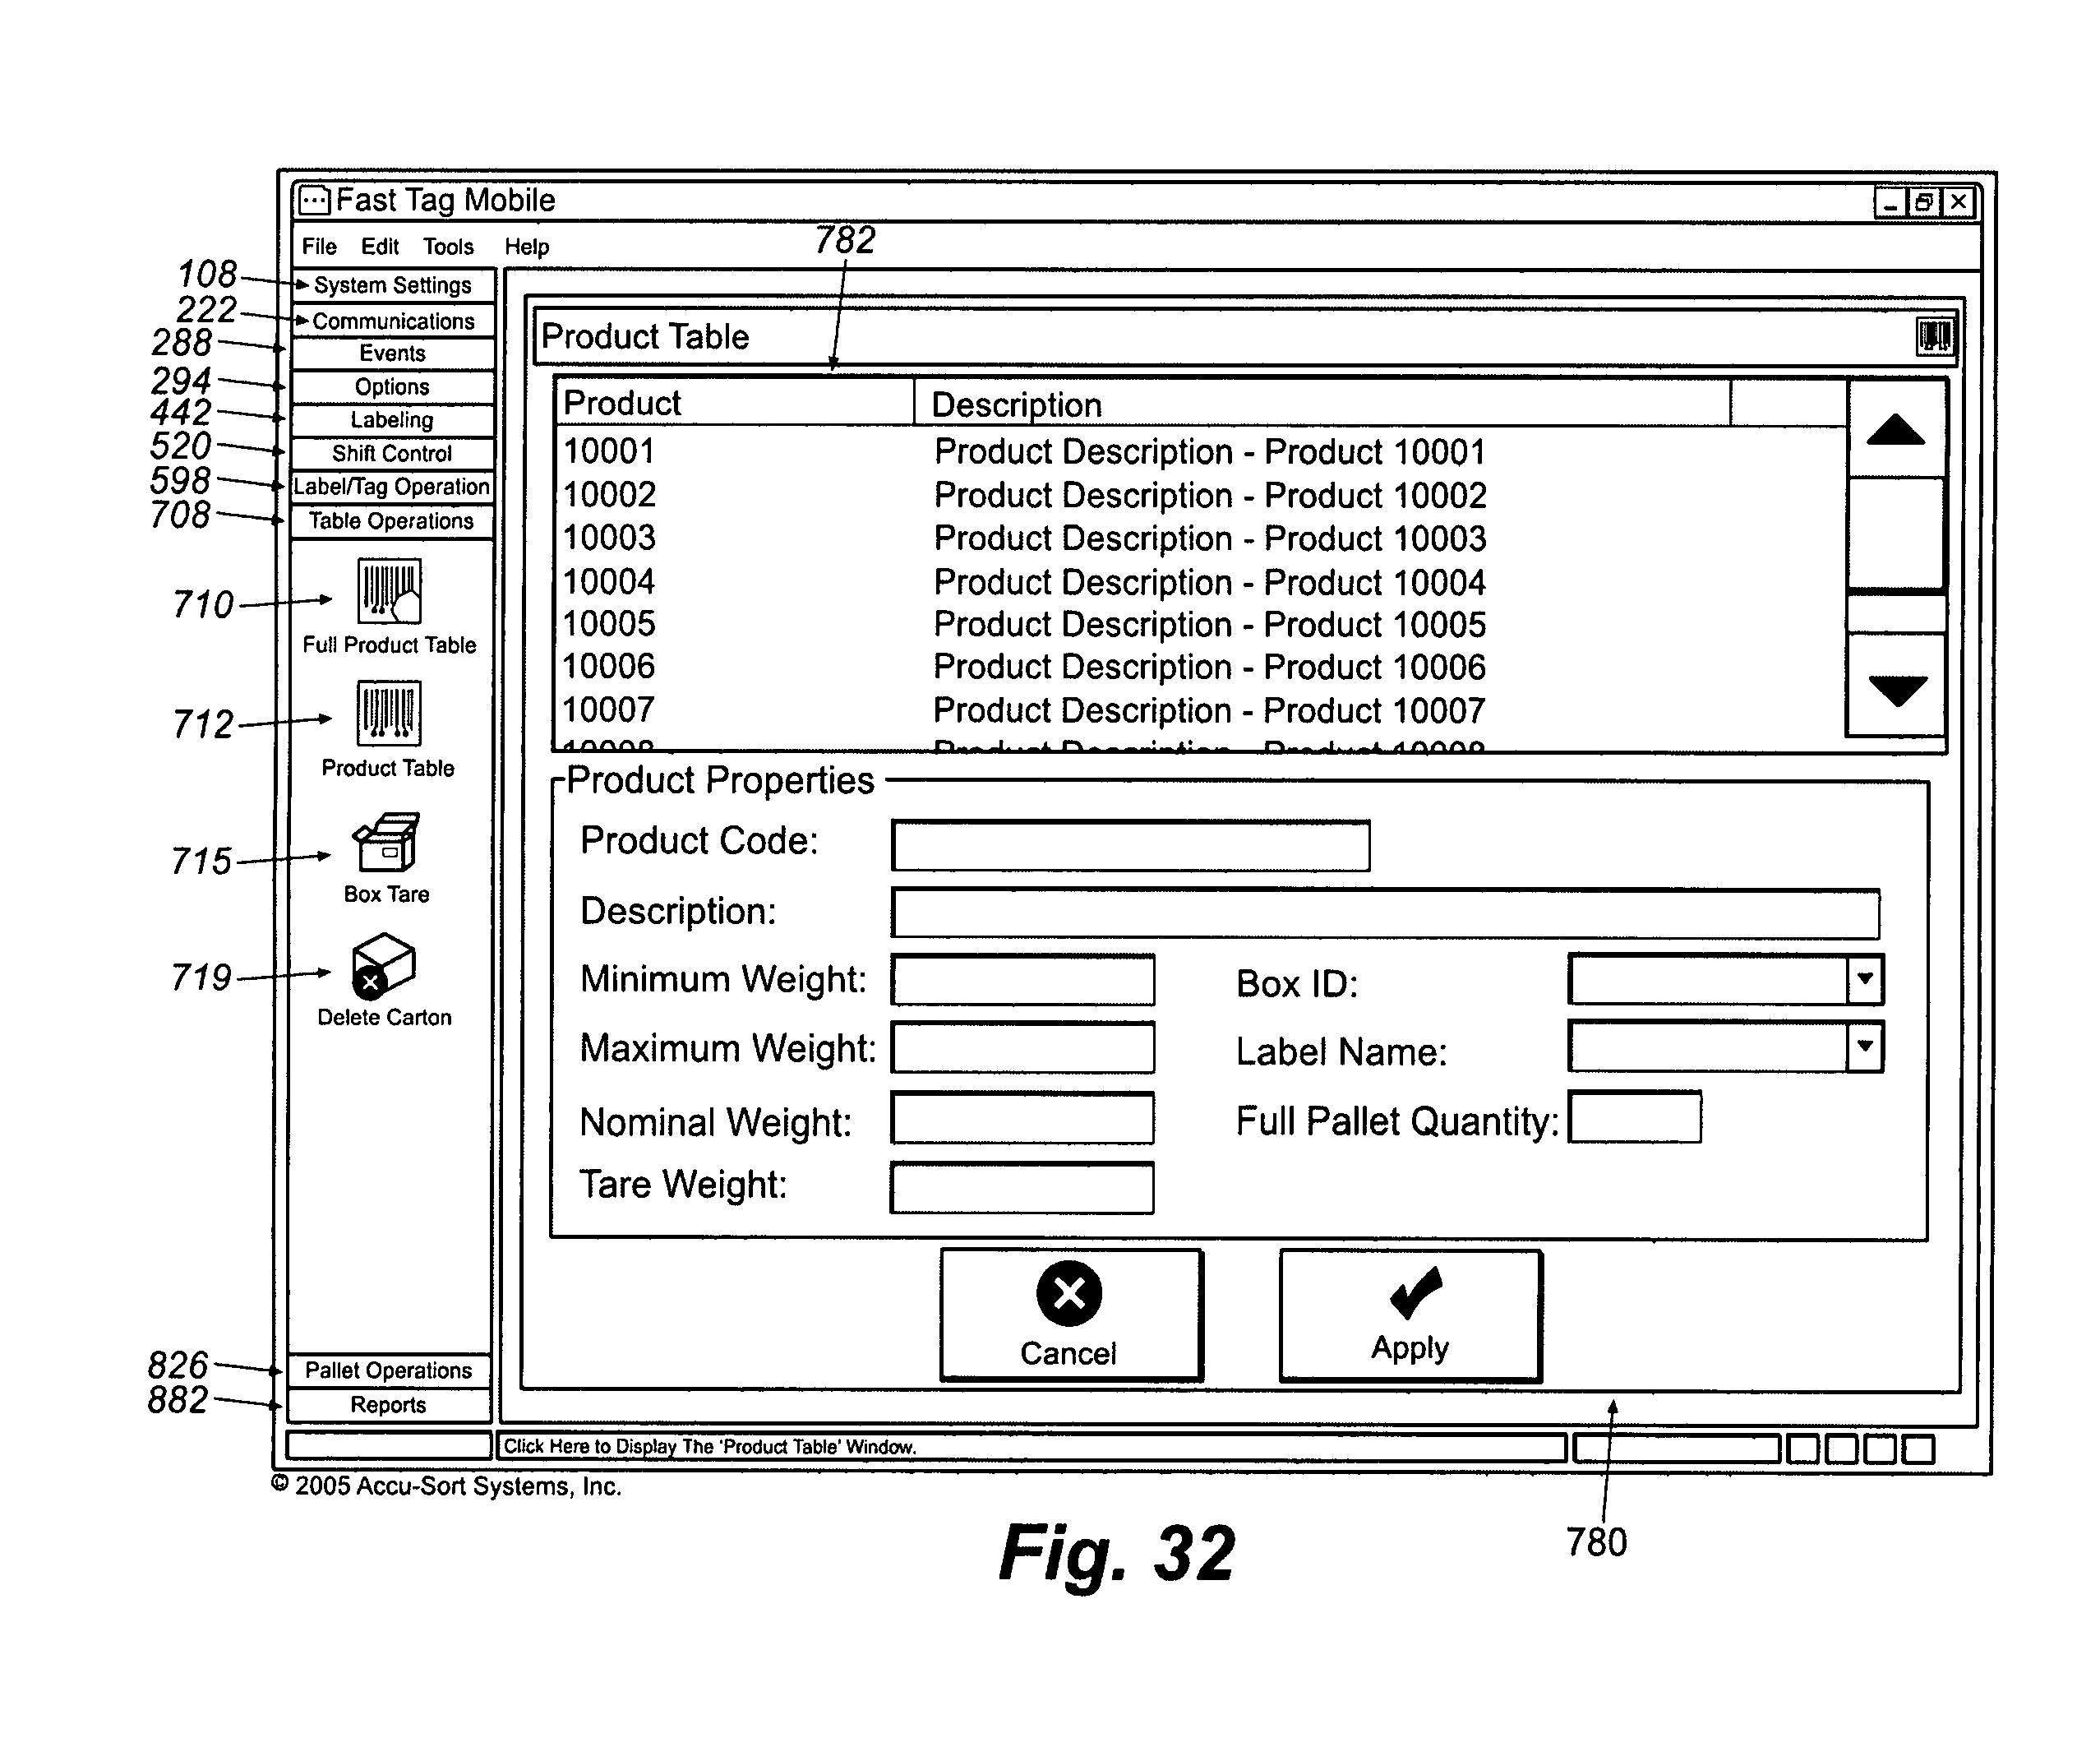 Fast Tag Mobile
File Edit Tools Help
782
108 System Settings
222 Communications
288 Events
294 Options
442 Labeling
520 Shift Control
598 Label/Tag Operation
708 Table Operations
710
Full Product Table
712
Product Table
715
Box Tare
719
Delete Carton
826 Pallet Operations
882 Reports
Product Table
Product Description
10001 Product Description - Product 10001
10002 Product Description - Product 10002
10003 Product Description - Product 10003
10004 Product Description - Product 10004
10005 Product Description - Product 10005
10006 Product Description - Product 10006
10007 Product Description - Product 10007
10008 Product Description - Product 10008
Product Properties
Product Code:
Description:
Minimum Weight: Box ID:
Maximum Weight: Label Name:
Nominal Weight: Full Pallet Quantity:
Tare Weight:
Cancel Apply
Click Here to Display The 'Product Table' Window.
© 2005 Accu-Sort Systems, Inc.
780
Fig. 32